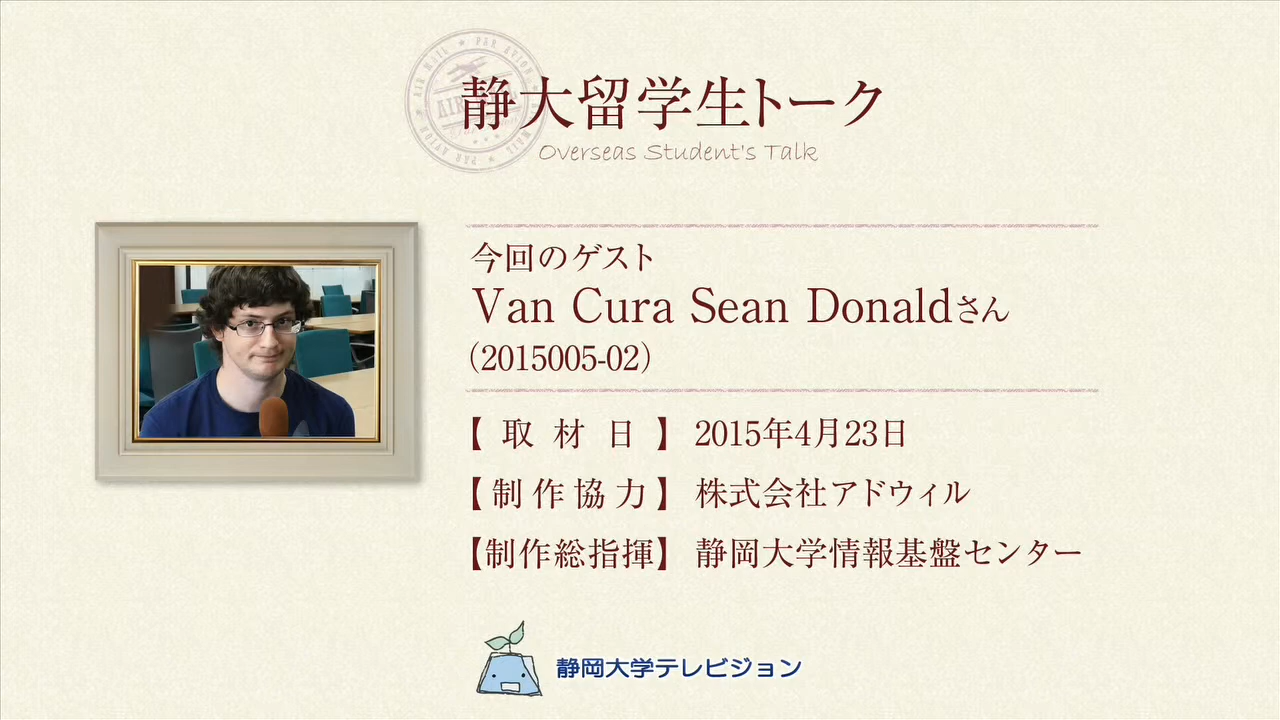 静大留学生トーク
Overseas Student's Talk
今回のゲスト
Van Cura Sean Donaldさん
(2015005-02)
【取材日】 2015年4月23日
【制作協力】 株式会社アドウィル
【制作総指揮】 静岡大学情報基盤センター
静岡大学テレビジョン